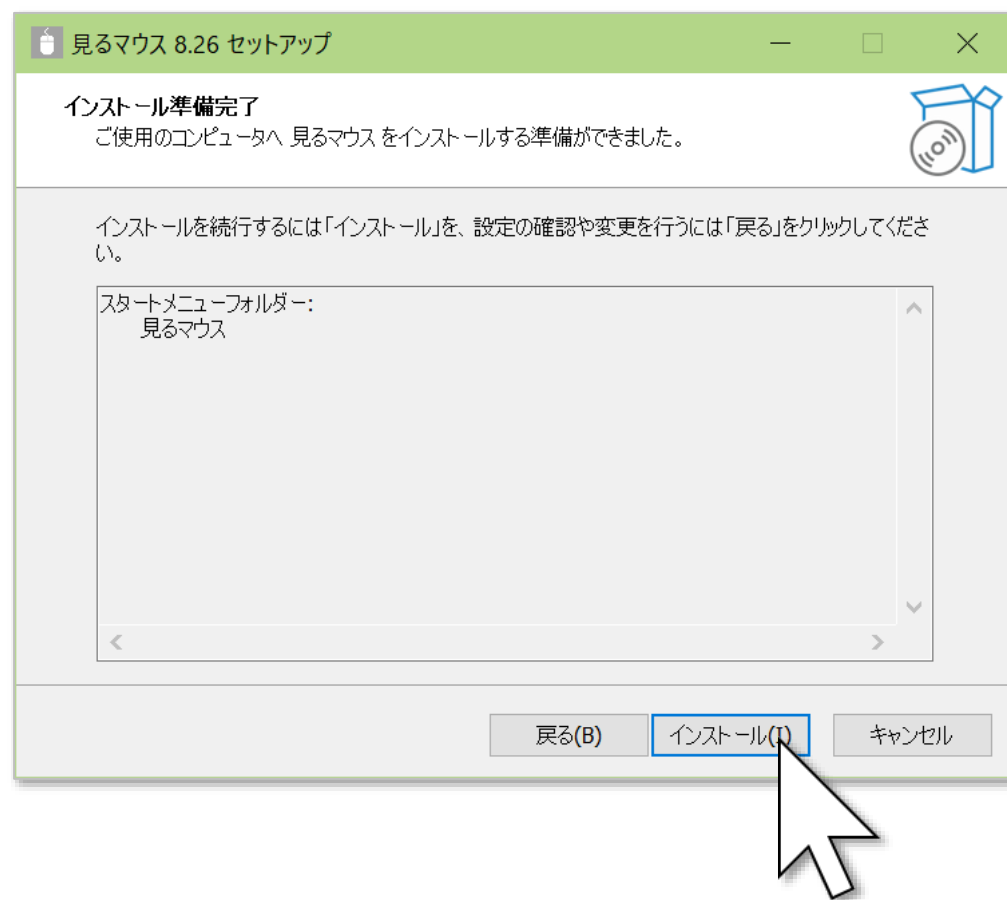 見るマウス 8.26 セットアップ
インストール準備完了
ご使用のコンピュータへ 見るマウス をインストールする準備ができました。
インストールを続行するには「インストール」を、設定の確認や変更を行うには「戻る」をクリックしてくださ
い。
スタートメニューフォルダー:
見るマウス
戻る(B) インストール(I) キャンセル